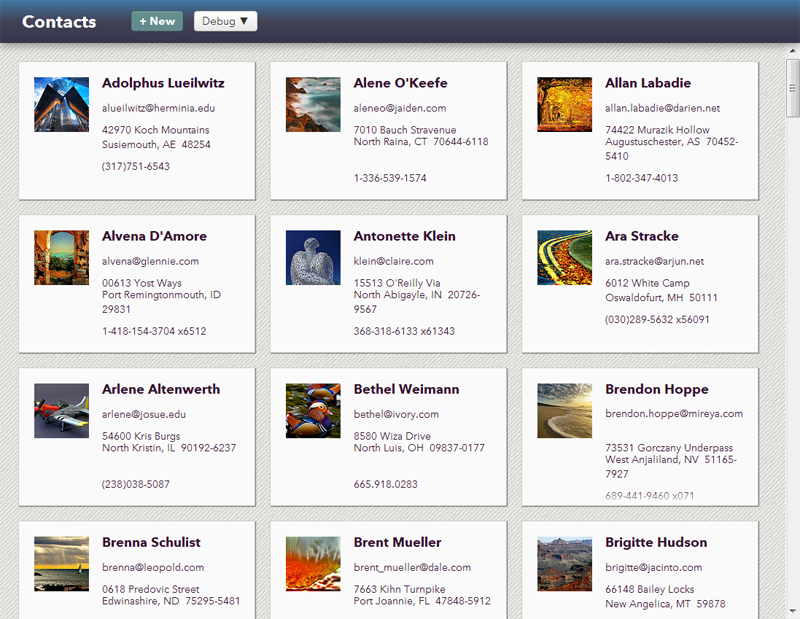 Contacts
+ New
Debug ▼
Adolphus Lueilwitz
alueilwitz@herminia.edu
42970 Koch Mountains
Susiemouth, AE 48254
(317)751-6543
Alene O'Keefe
aleneo@jaiden.com
7010 Bauch Stravenue
North Raina, CT 70644-6118
1-336-539-1574
Allan Labadie
allan.labadie@darien.net
74422 Murazik Hollow
Augustuschester, AS 70452-
5410
1-802-347-4013
Alvena D'Amore
alvena@glennie.com
00613 Yost Ways
Port Remingtonmouth, ID
29831
1-418-154-3704 x6512
Antonette Klein
klein@claire.com
15513 O'Reilly Via
North Abigayle, IN 20726-
9567
368-318-6133 x61343
Ara Stracke
ara.stracke@arjun.net
6012 White Camp
Oswaldofurt, MH 50111
(030)289-5632 x56091
Arlene Altenwerth
arlene@josue.edu
54600 Kris Burgs
North Kristin, IL 90192-6237
(238)038-5087
Bethel Weimann
bethel@ivory.com
8580 Wiza Drive
North Luis, OH 09837-0177
665.918.0283
Brendon Hoppe
brendon.hoppe@mireya.com
73531 Gorczany Underpass
West Anjaliland, NV 51165-
7927
689-441-9460 x071
Brenna Schulist
brenna@leopold.com
0618 Predovic Street
Edwinashire, ND 75295-5481
Brent Mueller
brent_mueller@dale.com
7663 Kihn Turnpike
Port Joannie, FL 47848-5912
Brigitte Hudson
brigitte@jacinto.com
66148 Bailey Locks
New Angelica, MT 59878